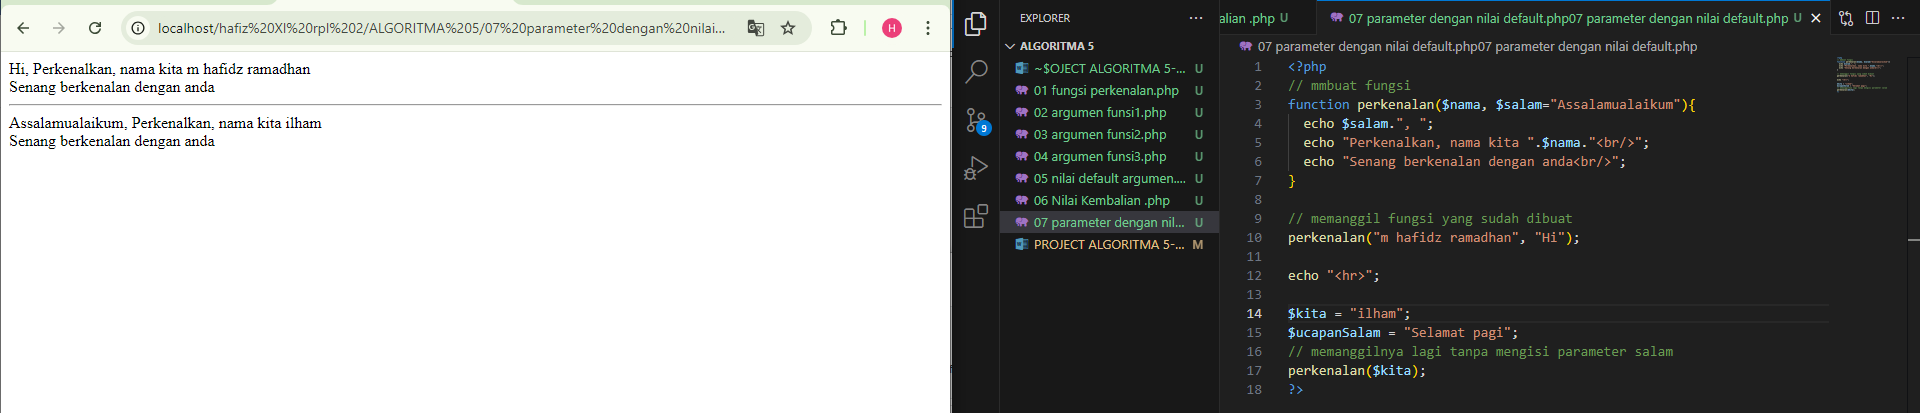 localhost/hafiz%20XI%20rpl%202/ALGORITMA%205/07%20parameter%20dengan%20nilai...
H
Hi, Perkenalkan, nama kita m hafidz ramadhan
Senang berkenalan dengan anda
Assalamualaikum, Perkenalkan, nama kita ilham
Senang berkenalan dengan anda
9
EXPLORER
ALGORITMA 5
~$OJECT ALGORITMA 5-... U
01 fungsi perkenalan.php U
02 argumen funsi1.php U
03 argumen funsi2.php U
04 argumen funsi3.php U
05 nilai default argumen.... U
06 Nilai Kembalian .php U
07 parameter dengan nil... U
PROJECT ALGORITMA 5-... M
alian .php U
07 parameter dengan nilai default.php07 parameter dengan nilai default.php U
07 parameter dengan nilai default.php07 parameter dengan nilai default.php
1 <?php
2 // mmbuat fungsi
3 function perkenalan($nama, $salam="Assalamualaikum"){
4 echo $salam.", ";
5 echo "Perkenalkan, nama kita ".$nama."<br/>";
6 echo "Senang berkenalan dengan anda<br/>";
7 }
8
9 // memanggil fungsi yang sudah dibuat
10 perkenalan("m hafidz ramadhan", "Hi");
11
12 echo "<hr>";
13
14 $kita = "ilham";
15 $ucapanSalam = "Selamat pagi";
16 // memanggilnya lagi tanpa mengisi parameter salam
17 perkenalan($kita);
18 ?>